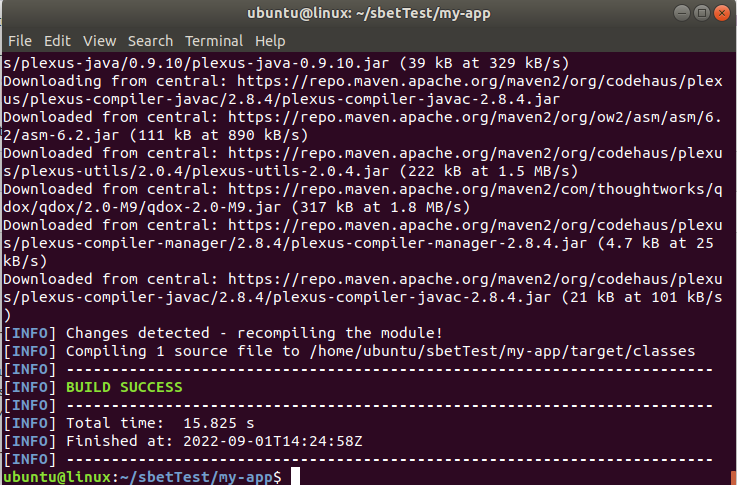 ubuntu@linux: ~/sbetTest/my-app
File Edit View Search Terminal Help
s/plexus-java/0.9.10/plexus-java-0.9.10.jar (39 kB at 329 kB/s)
Downloading from central: https://repo.maven.apache.org/maven2/org/codehaus/plex
us/plexus-compiler-javac/2.8.4/plexus-compiler-javac-2.8.4.jar
Downloaded from central: https://repo.maven.apache.org/maven2/org/ow2/asm/asm/6.
2/asm-6.2.jar (111 kB at 890 kB/s)
Downloaded from central: https://repo.maven.apache.org/maven2/org/codehaus/plexu
s/plexus-utils/2.0.4/plexus-utils-2.0.4.jar (222 kB at 1.5 MB/s)
Downloaded from central: https://repo.maven.apache.org/maven2/com/thoughtworks/q
dox/qdox/2.0-M9/qdox-2.0-M9.jar (317 kB at 1.8 MB/s)
Downloaded from central: https://repo.maven.apache.org/maven2/org/codehaus/plexu
s/plexus-compiler-manager/2.8.4/plexus-compiler-manager-2.8.4.jar (4.7 kB at 25
kB/s)
Downloaded from central: https://repo.maven.apache.org/maven2/org/codehaus/plexu
s/plexus-compiler-javac/2.8.4/plexus-compiler-javac-2.8.4.jar (21 kB at 101 kB/s
)
[INFO] Changes detected - recompiling the module!
[INFO] Compiling 1 source file to /home/ubuntu/sbetTest/my-app/target/classes
[INFO] ------------------------------------------------------------------------
[INFO] BUILD SUCCESS
[INFO] ------------------------------------------------------------------------
[INFO] Total time:  15.825 s
[INFO] Finished at: 2022-09-01T14:24:58Z
[INFO] ------------------------------------------------------------------------
ubuntu@linux:~/sbetTest/my-app$